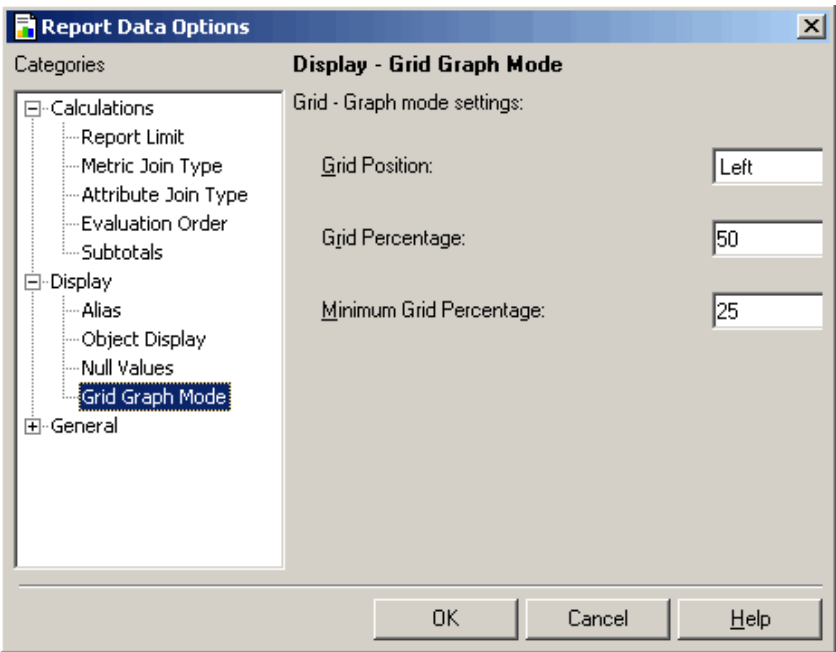 Report Data Options
Categories
Calculations
Report Limit
Metric Join Type
Attribute Join Type
Evaluation Order
Subtotals
Display
Alias
Object Display
Null Values
Grid Graph Mode
General
Display - Grid Graph Mode
Grid - Graph mode settings:
Grid Position: Left
Grid Percentage: 50
Minimum Grid Percentage: 25
OK Cancel Help